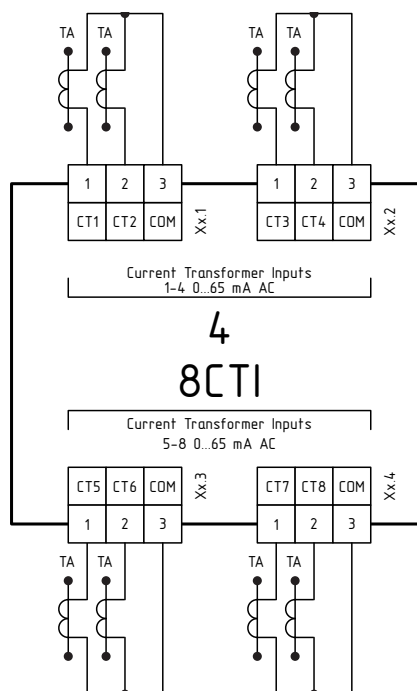 TA TA TA TA
1 2 3 1 2 3
CT1 CT2 COM Xx.1 CT3 CT4 COM Xx.2
Current Transformer Inputs
1-4 0...65 mA AC
4
8CTI
Current Transformer Inputs
5-8 0...65 mA AC
CT5 CT6 COM Xx.3 CT7 CT8 COM Xx.4
1 2 3 1 2 3
TA TA TA TA